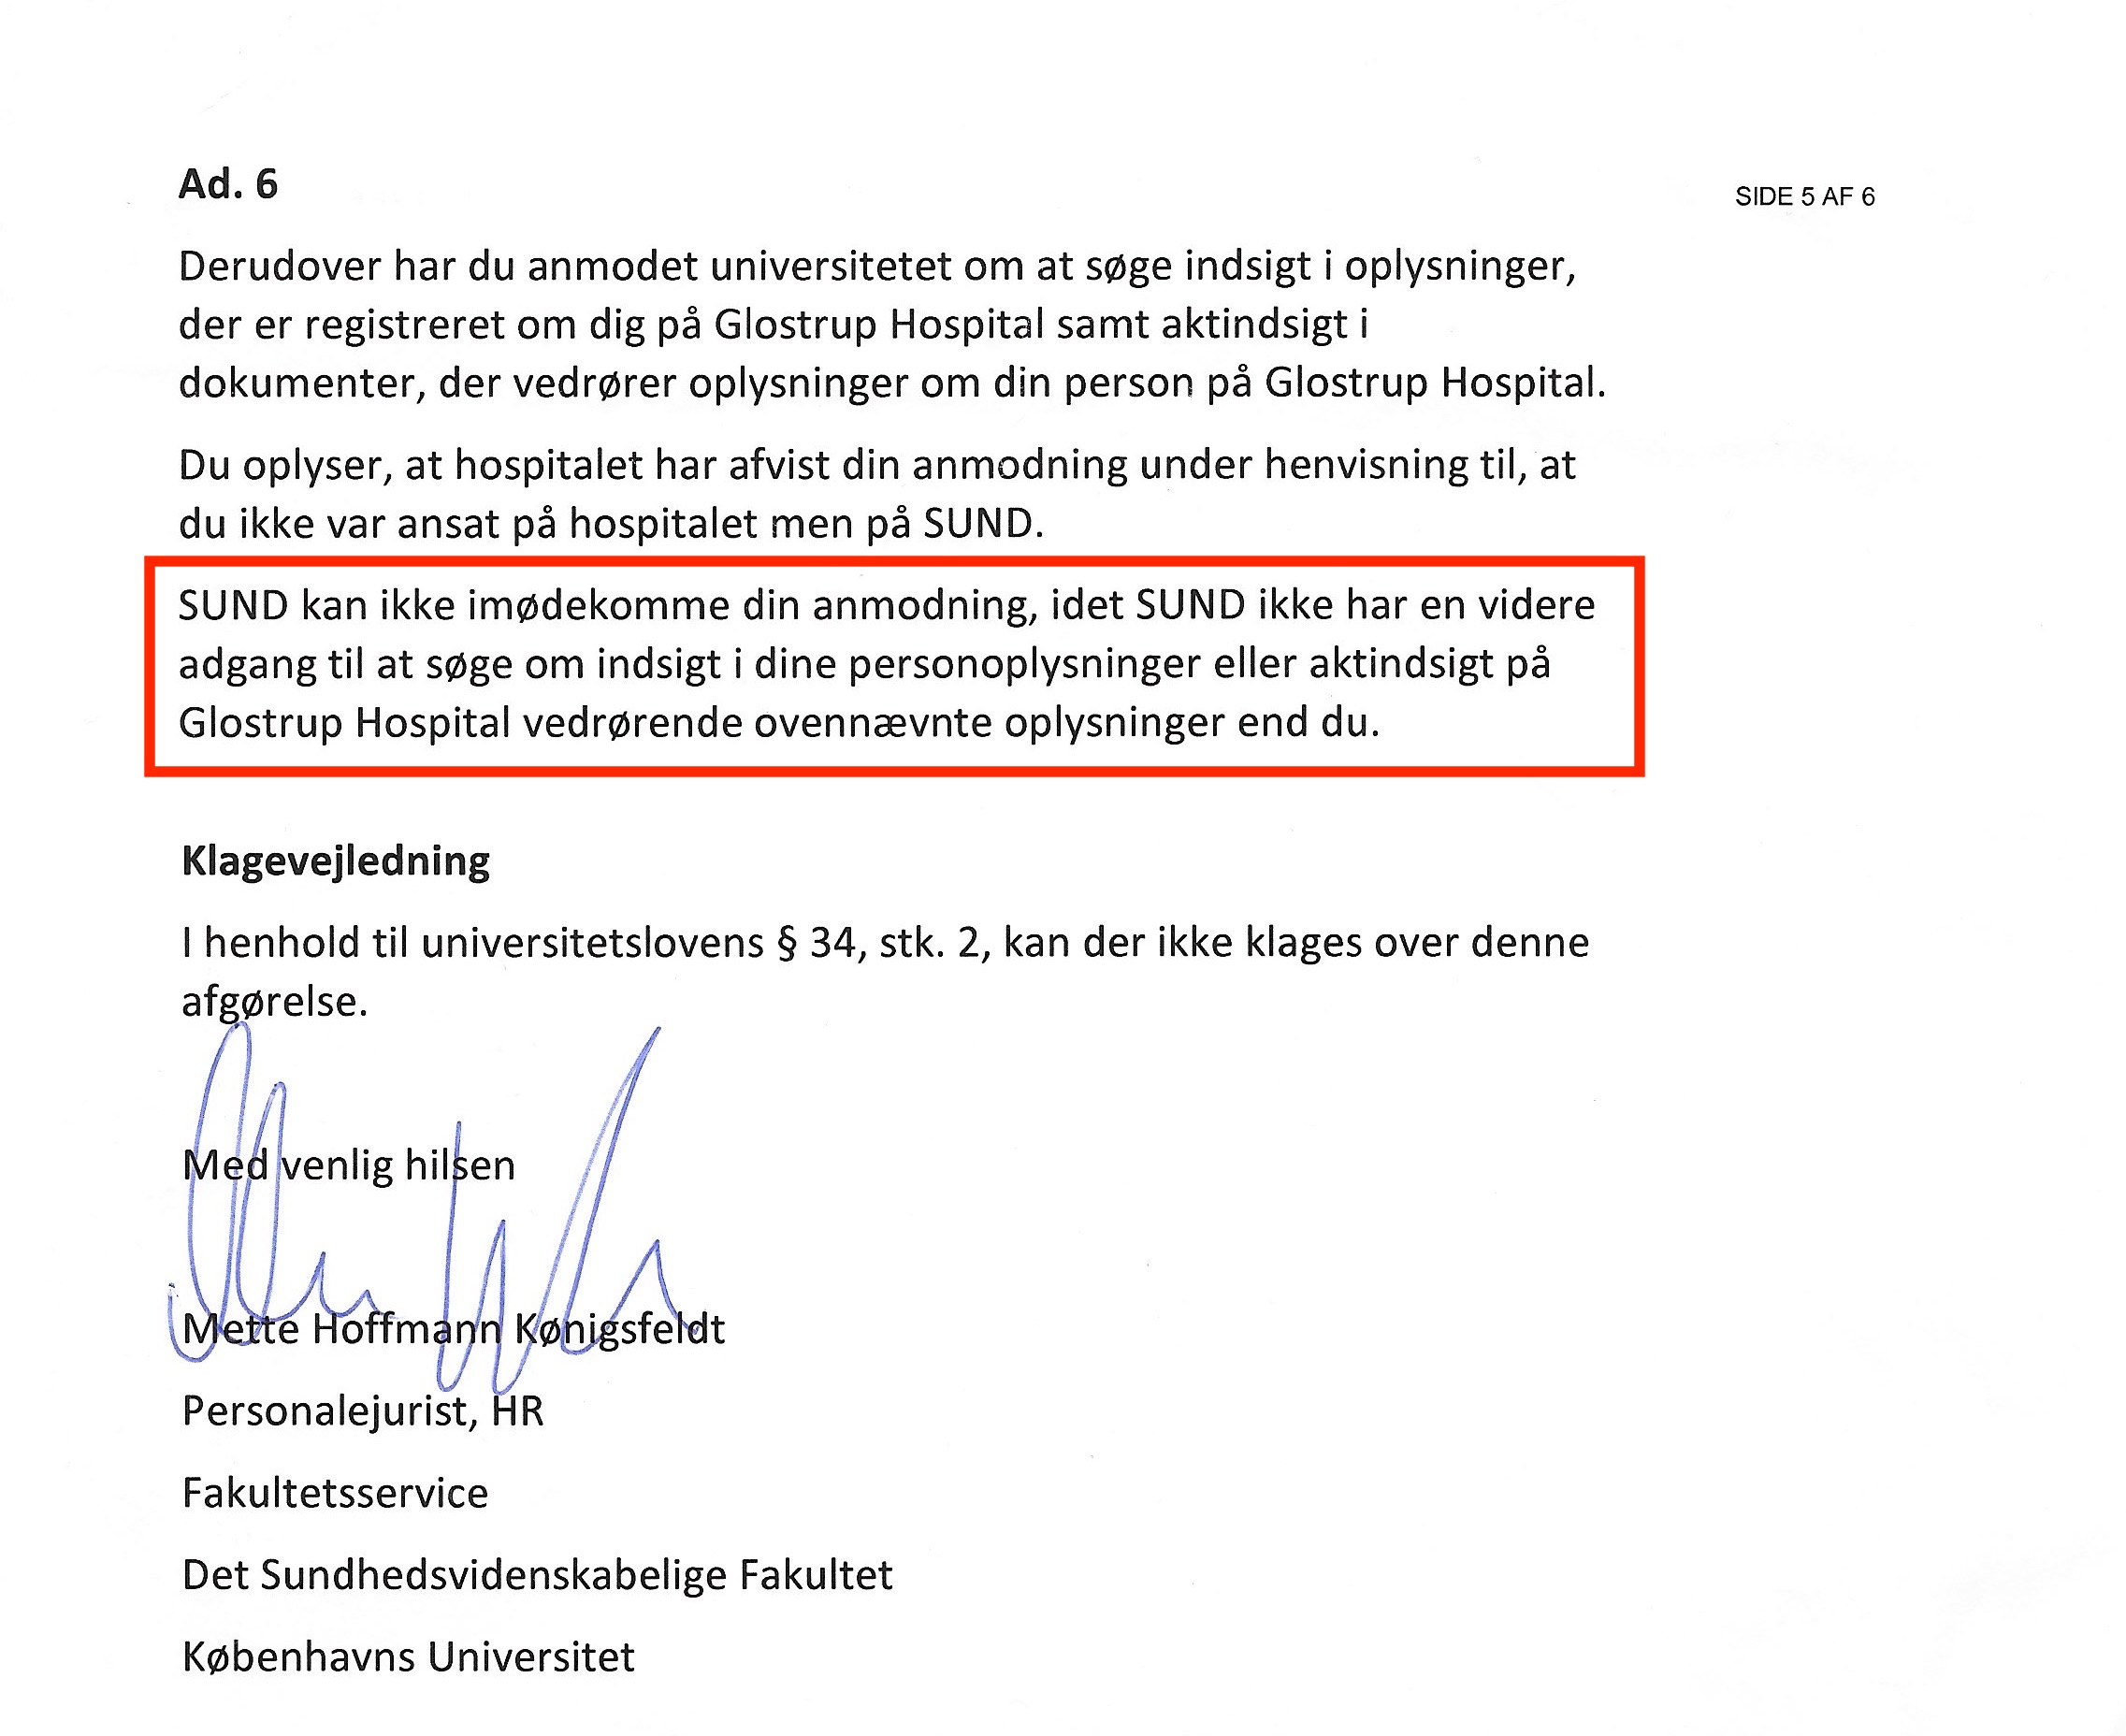 Ad. 6
SIDE 5 AF 6
Derudover har du anmodet universitetet om at søge indsigt i oplysninger,
der er registreret om dig på Glostrup Hospital samt aktindsigt i
dokumenter, der vedrører oplysninger om din person på Glostrup Hospital.
Du oplyser, at hospitalet har afvist din anmodning under henvisning til, at
du ikke var ansat på hospitalet men på SUND.
SUND kan ikke imødekomme din anmodning, idet SUND ikke har en videre
adgang til at søge om indsigt i dine personoplysninger eller aktindsigt på
Glostrup Hospital vedrørende ovennævnte oplysninger end du.
Klagevejledning
I henhold til universitetslovens § 34, stk. 2, kan der ikke klages over denne
afgørelse.
Med venlig hilsen
Mette Hoffmann Kønigsfeldt
Personalejurist, HR
Fakultetsservice
Det Sundhedsvidenskabelige Fakultet
Københavns Universitet